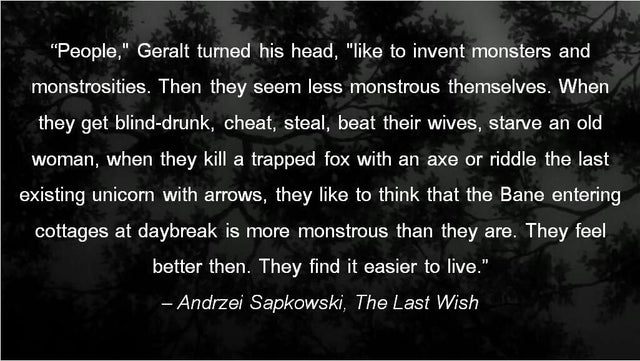 “People," Geralt turned his head, "like to invent monsters and
monstrosities. Then they seem less monstrous themselves. When
they get blind-drunk, cheat, steal, beat their wives, starve an old
woman, when they kill a trapped fox with an axe or riddle the last
existing unicorn with arrows, they like to think that the Bane entering
cottages at daybreak is more monstrous than they are. They feel
better then. They find it easier to live."
– Andrzei Sapkowski, The Last Wish